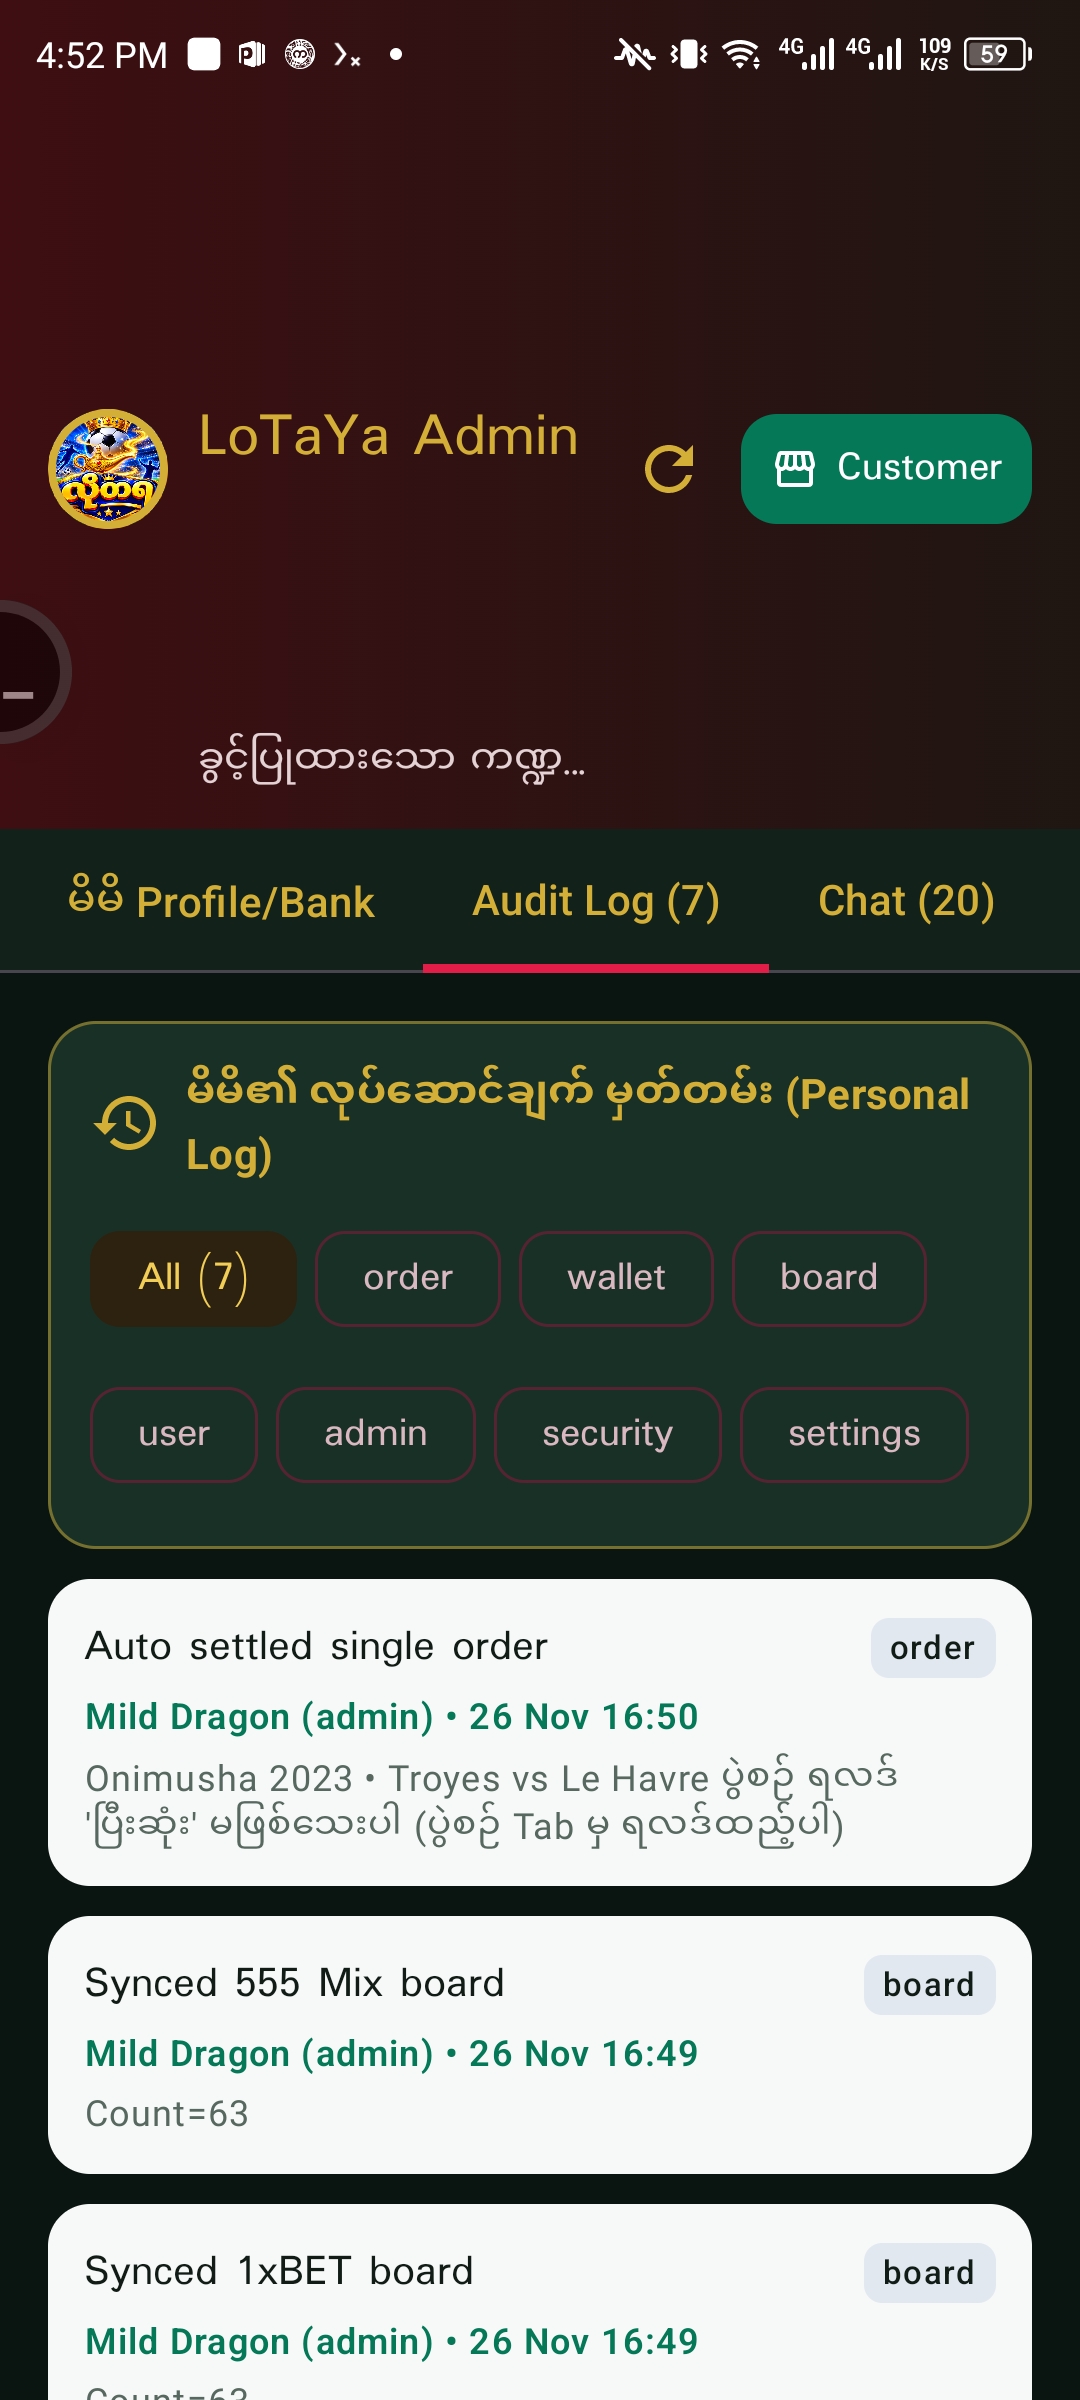 4:52 PM
4G 4G 109 K/S 59
LoTaYa Admin
Customer
လိုတရ
ခွင့်ပြုထားသော ကဏ္ဍ...
မိမိ Profile/Bank
Audit Log (7)
Chat (20)
မိမိ၏ လုပ်ဆောင်ချက် မှတ်တမ်း (Personal
Log)
All (7)
order
wallet
board
user
admin
security
settings
Auto settled single order
order
Mild Dragon (admin) • 26 Nov 16:50
Onimusha 2023 • Troyes vs Le Havre ပွဲစဉ် ရလဒ်
'ပြီးဆုံး' မဖြစ်သေးပါ (ပွဲစဉ် Tab မှ ရလဒ်ထည့်ပါ)
Synced 555 Mix board
board
Mild Dragon (admin) • 26 Nov 16:49
Count=63
Synced 1xBET board
board
Mild Dragon (admin) • 26 Nov 16:49
Count=63